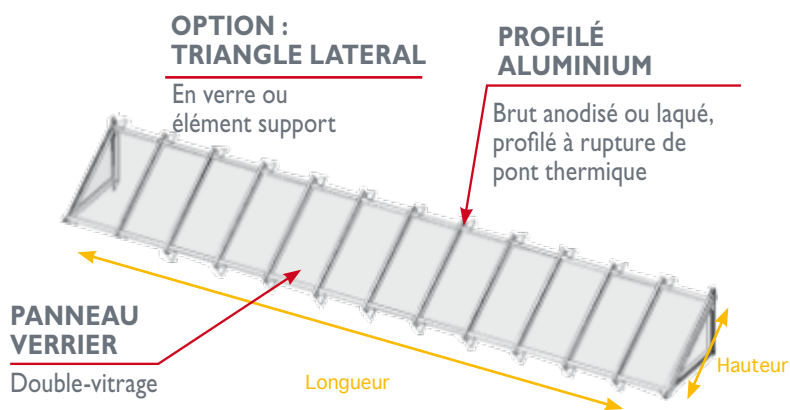 OPTION :
TRIANGLE LATERAL
En verre ou
élément support
PROFILÉ
ALUMINIUM
Brut anodisé ou laqué,
profilé à rupture de
pont thermique
PANNEAU
VERRIER
Double-vitrage
Longueur
Hauteur